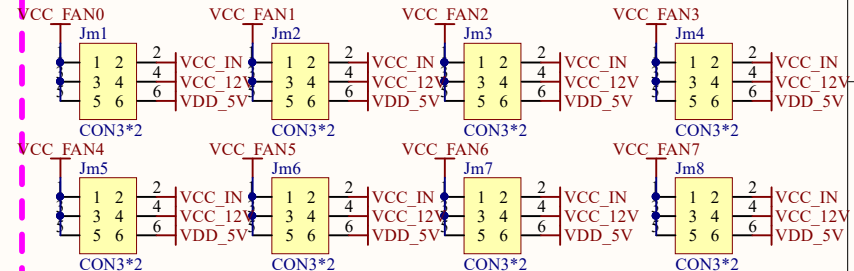 VCC_FAN0 VCC_FAN1 VCC_FAN2 VCC_FAN3
Jm1 Jm2 Jm3 Jm4
1 2 2 VCC_IN 1 2 2 VCC_IN 1 2 2 VCC_IN 1 2 2 VCC_IN
3 4 4 VCC_12V 3 4 4 VCC_12V 3 4 4 VCC_12V 3 4 4 VCC_12V
5 6 6 VDD_5V 5 6 6 VDD_5V 5 6 6 VDD_5V 5 6 6 VDD_5V
CON3*2 CON3*2 CON3*2 CON3*2
VCC_FAN4 VCC_FAN5 VCC_FAN6 VCC_FAN7
Jm5 Jm6 Jm7 Jm8
1 2 2 VCC_IN 1 2 2 VCC_IN 1 2 2 VCC_IN 1 2 2 VCC_IN
3 4 4 VCC_12V 3 4 4 VCC_12V 3 4 4 VCC_12V 3 4 4 VCC_12V
5 6 6 VDD_5V 5 6 6 VDD_5V 5 6 6 VDD_5V 5 6 6 VDD_5V
CON3*2 CON3*2 CON3*2 CON3*2